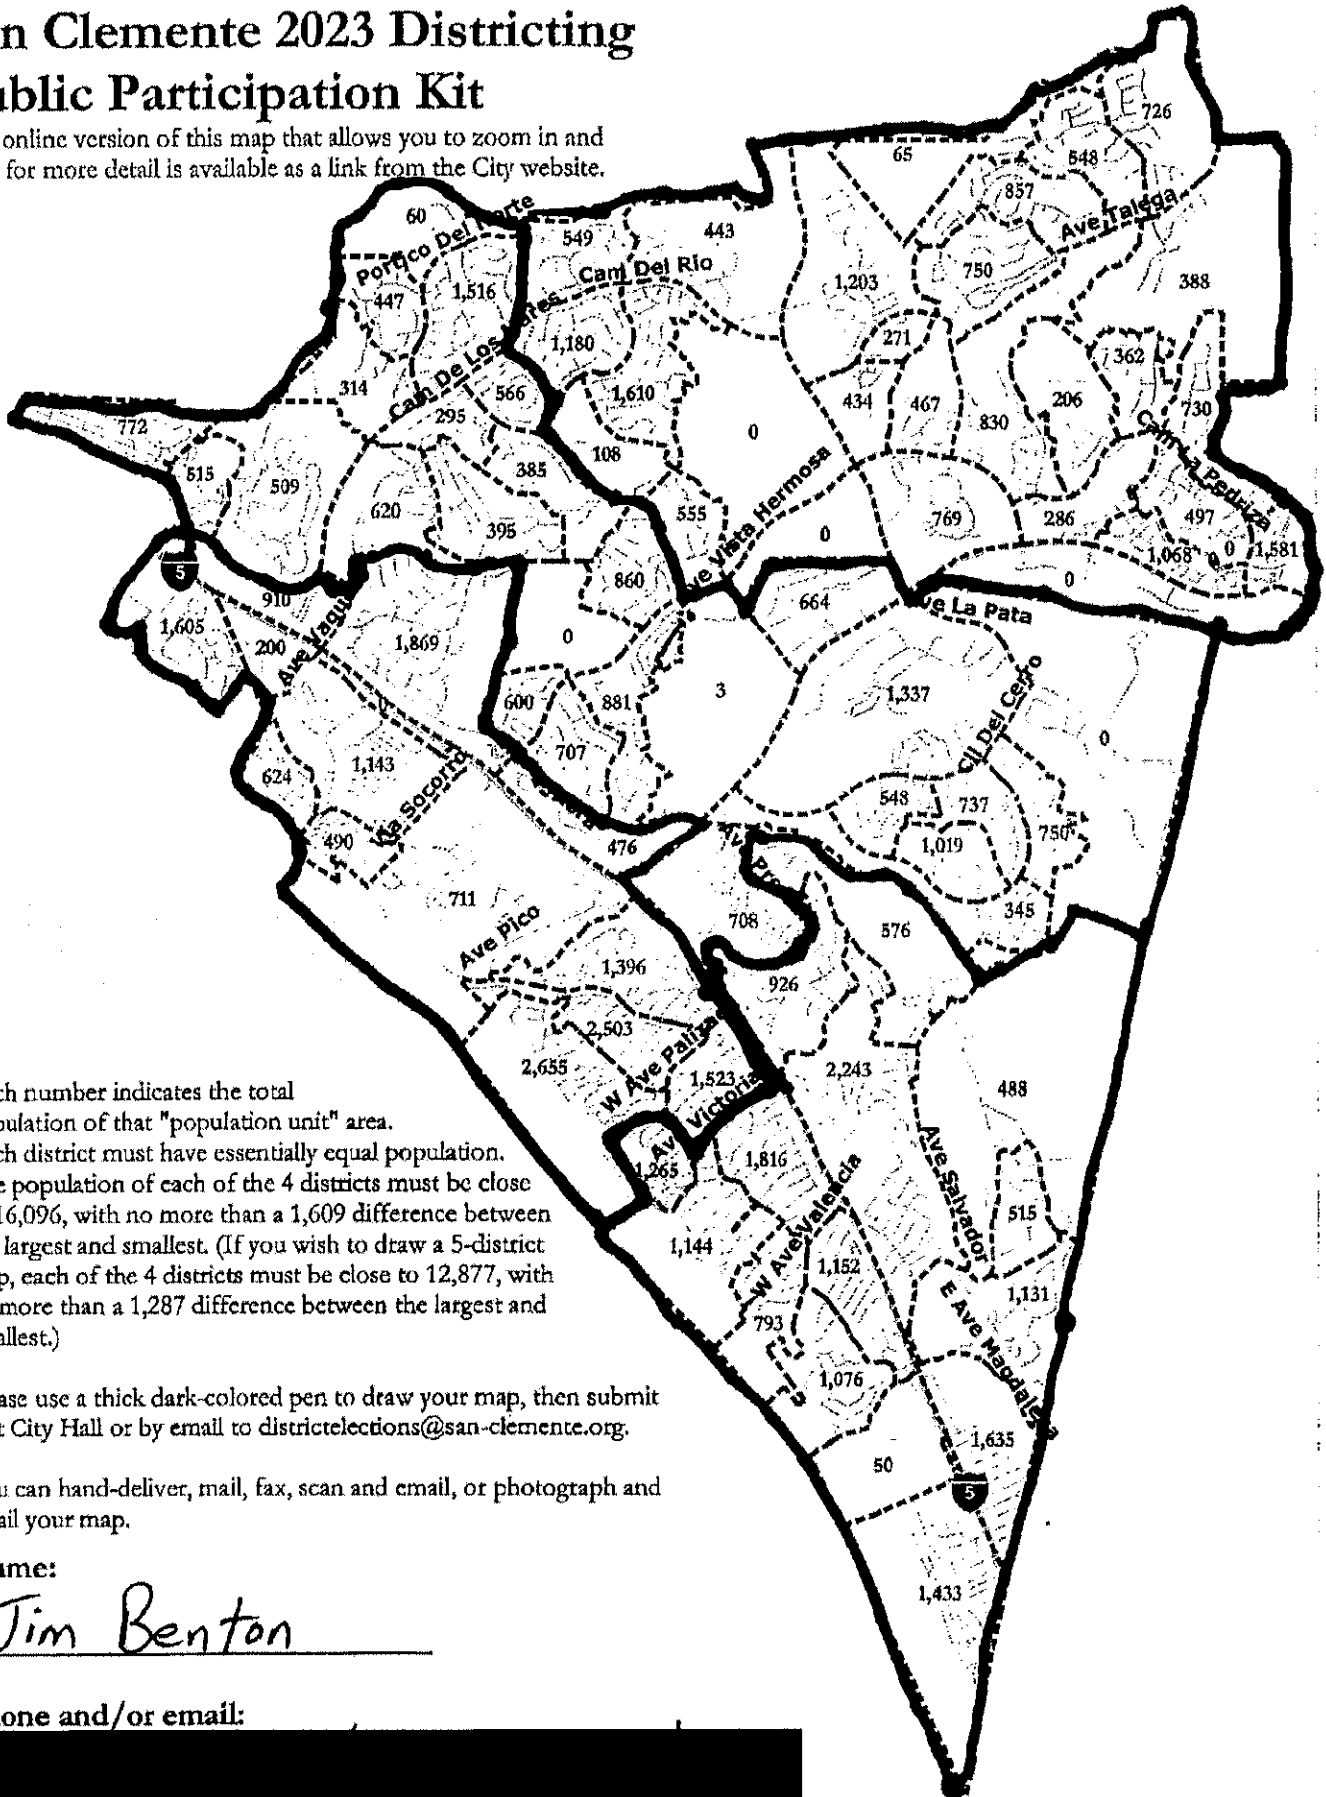 n Clemente 2023 Districting
ublic Participation Kit
online version of this map that allows you to zoom in and
for more detail is available as a link from the City website.
726
65
548
857
Ave Talega
60
Portico Del Norte
549
443
Cam Del Rio
750
388
1,203
447
1,516
271
1,180
362
314
Cam De Los Mares
566
1,610
434
467
206
730
295
830
772
0
Cam La Pedriza
515
509
385
108
620
395
555
Ave Vista Hermosa
769
286
497
0
1,068
0
0
1,581
5
860
0
910
664
Ave La Pata
1,605
200
Ave Vaquero
1,869
0
3
1,337
600
881
Cll Del Cerro
0
0
707
624
1,143
Via Socorro
548
737
750
490
476
1,019
711
708
345
Ave Pico
576
1,396
926
2,503
2,655
W Ave Palizada
1,523
2,243
488
Ave Victoria
ch number indicates the total
pulation of that "population unit" area.
ch district must have essentially equal population.
e population of each of the 4 districts must be close
16,096, with no more than a 1,609 difference between
largest and smallest. (If you wish to draw a 5-district
p, each of the 4 districts must be close to 12,877, with
more than a 1,287 difference between the largest and
allest.)
1,265
1,816
Ave Salvador
W Ave Valencia
515
1,144
1,152
1,131
793
E Ave Magdalena
1,076
ase use a thick dark-colored pen to draw your map, then submit
t City Hall or by email to districtelections@san-clemente.org.
1,635
50
5
u can hand-deliver, mail, fax, scan and email, or photograph and
ail your map.
ame:
1,433
Jim Benton
one and/or email: